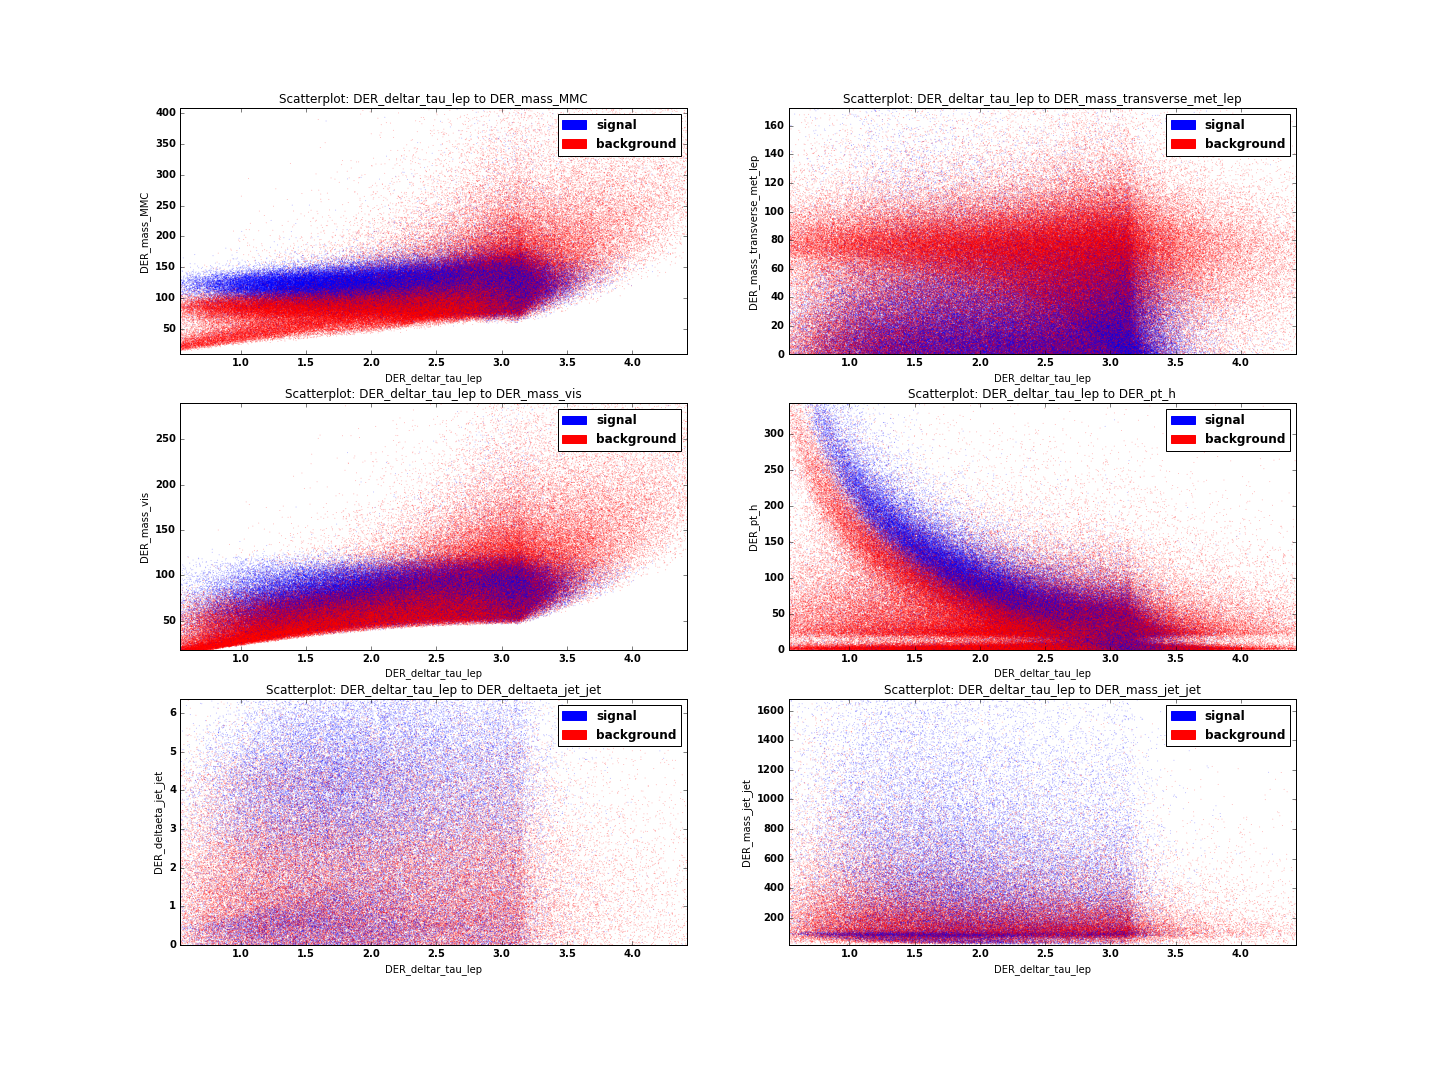 Scatterplot: DER_deltar_tau_lep to DER_mass_MMC
DER_mass_MMC
400
350
300
250
200
150
100
50
signal
background
1.0 1.5 2.0 2.5 3.0 3.5 4.0
DER_deltar_tau_lep
Scatterplot: DER_deltar_tau_lep to DER_mass_transverse_met_lep
DER_mass_transverse_met_lep
160
140
120
100
80
60
40
20
0
signal
background
1.0 1.5 2.0 2.5 3.0 3.5 4.0
DER_deltar_tau_lep
Scatterplot: DER_deltar_tau_lep to DER_mass_vis
DER_mass_vis
250
200
150
100
50
signal
background
1.0 1.5 2.0 2.5 3.0 3.5 4.0
DER_deltar_tau_lep
Scatterplot: DER_deltar_tau_lep to DER_pt_h
DER_pt_h
300
250
200
150
100
50
0
signal
background
1.0 1.5 2.0 2.5 3.0 3.5 4.0
DER_deltar_tau_lep
Scatterplot: DER_deltar_tau_lep to DER_deltaeta_jet_jet
DER_deltaeta_jet_jet
6
5
4
3
2
1
0
signal
background
1.0 1.5 2.0 2.5 3.0 3.5 4.0
DER_deltar_tau_lep
Scatterplot: DER_deltar_tau_lep to DER_mass_jet_jet
DER_mass_jet_jet
1600
1400
1200
1000
800
600
400
200
signal
background
1.0 1.5 2.0 2.5 3.0 3.5 4.0
DER_deltar_tau_lep